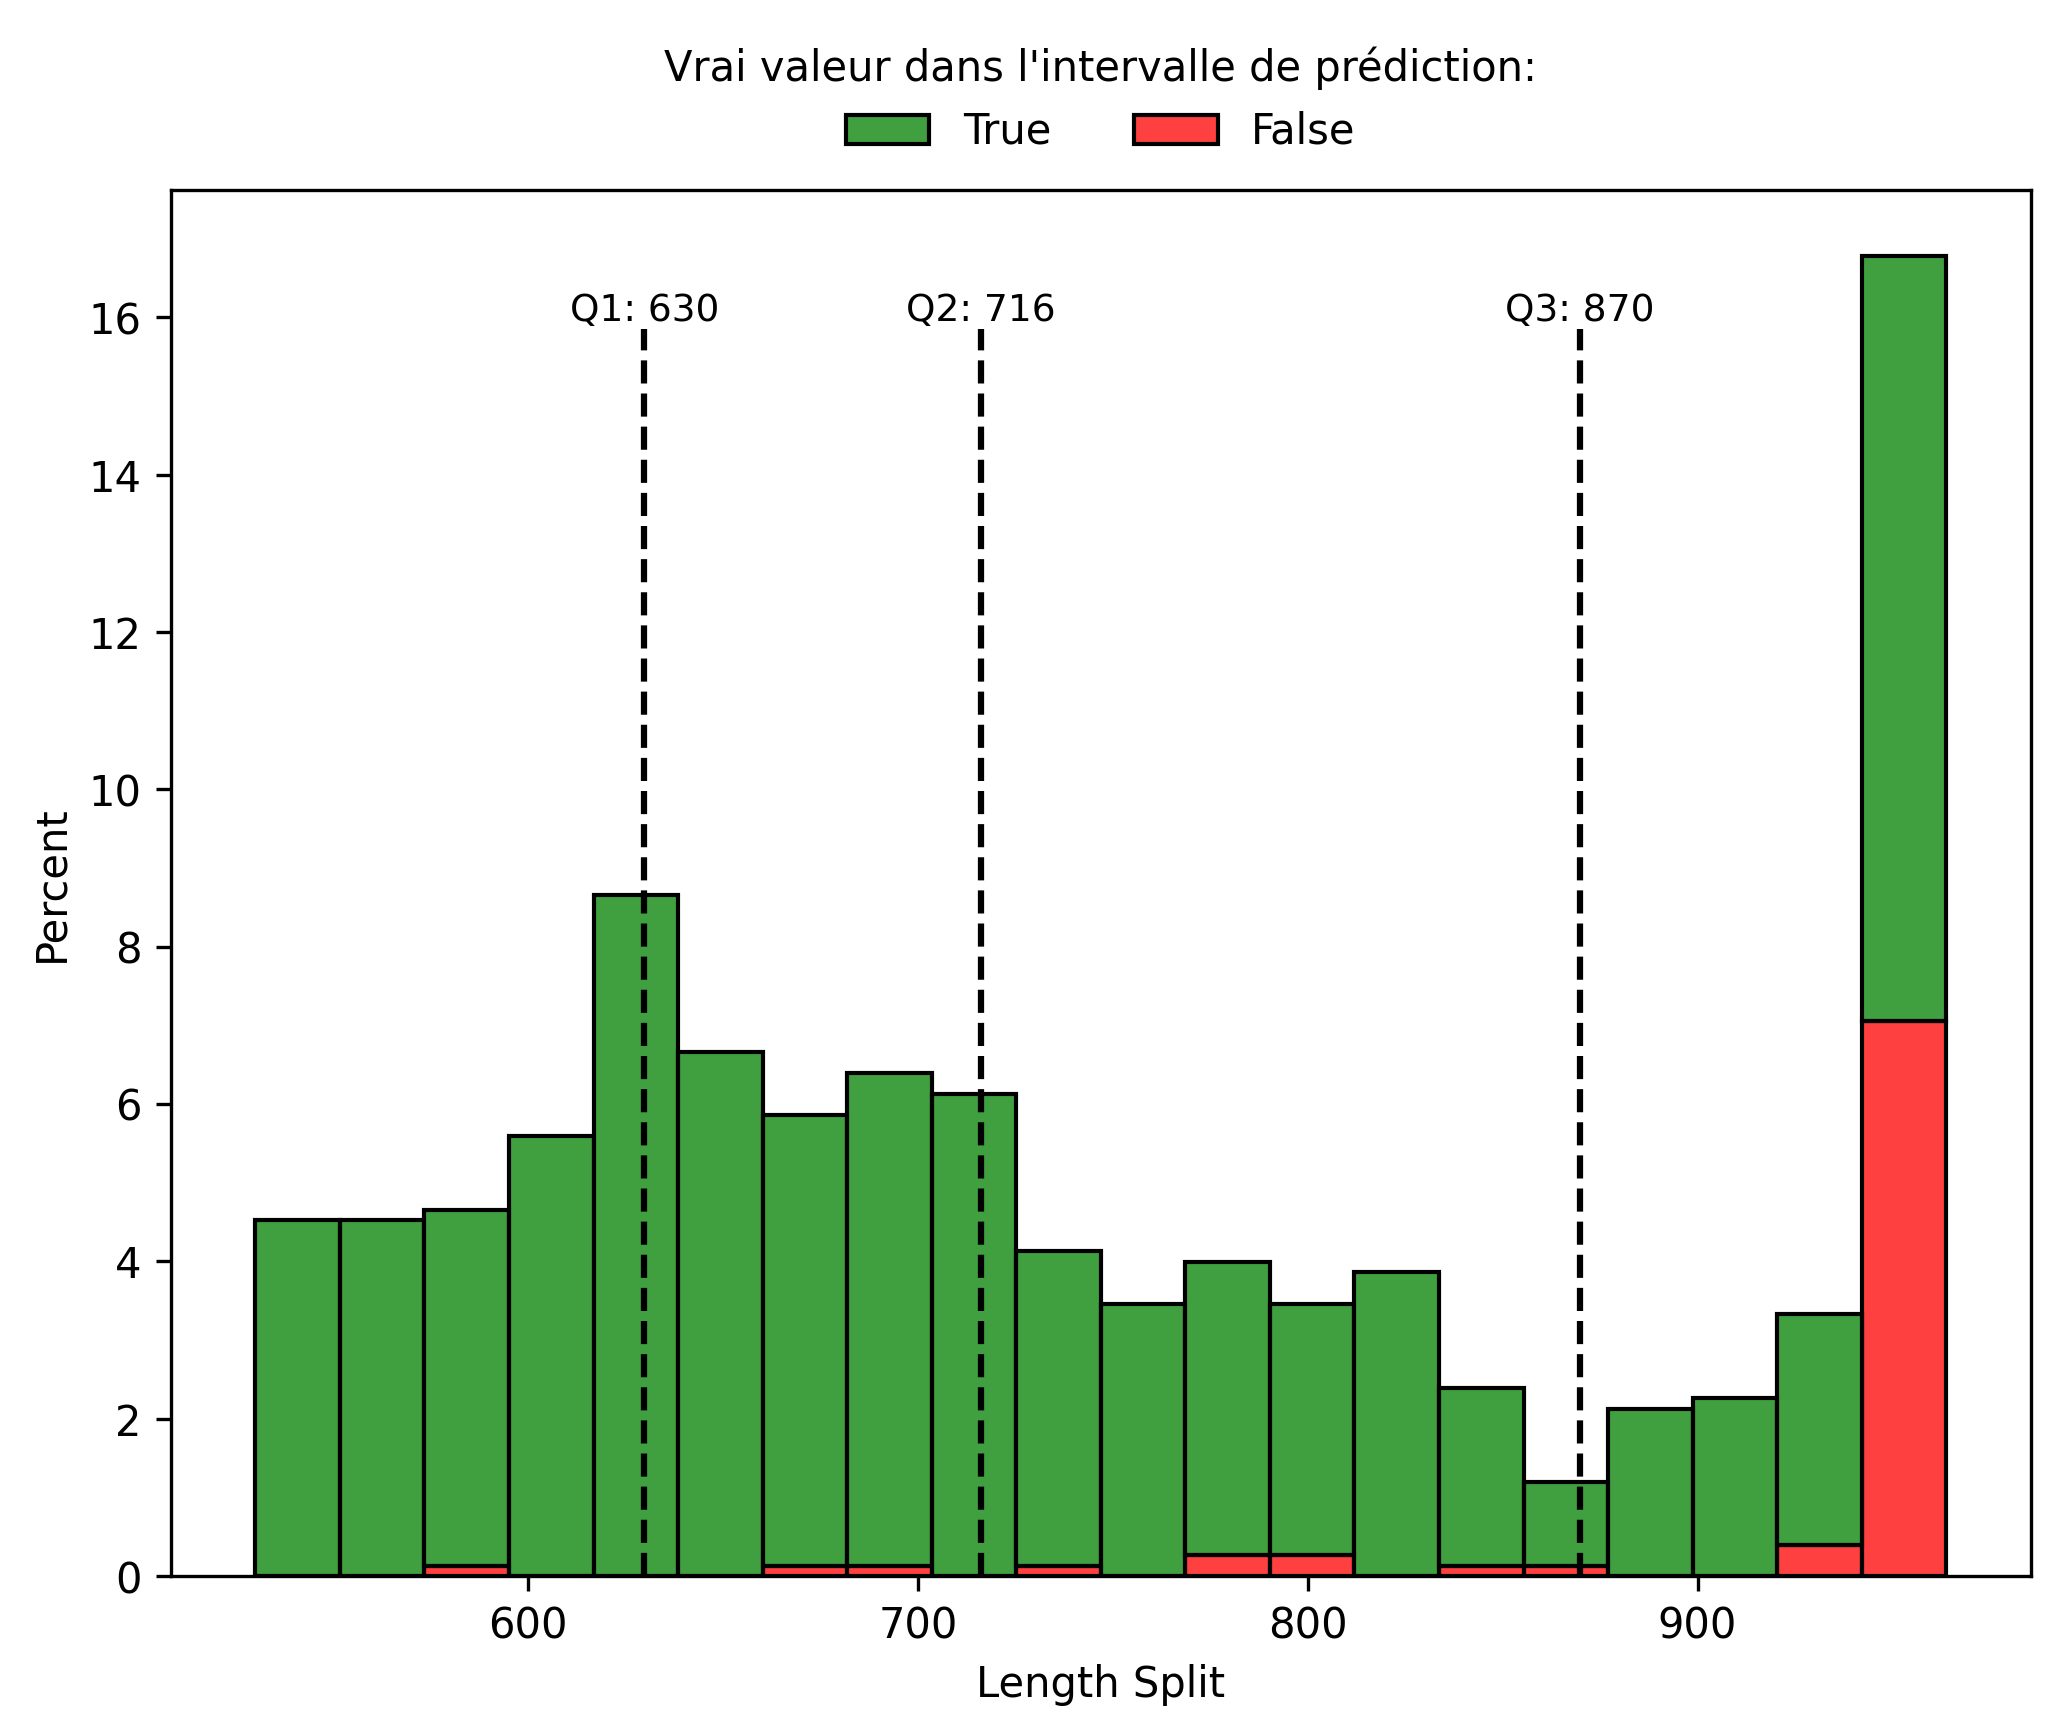 Vrai valeur dans l'intervalle de prédiction:
True False
Q1: 630 Q2: 716 Q3: 870
16
14
12
10
8
6
4
2
0
Percent
600 700 800 900
Length Split